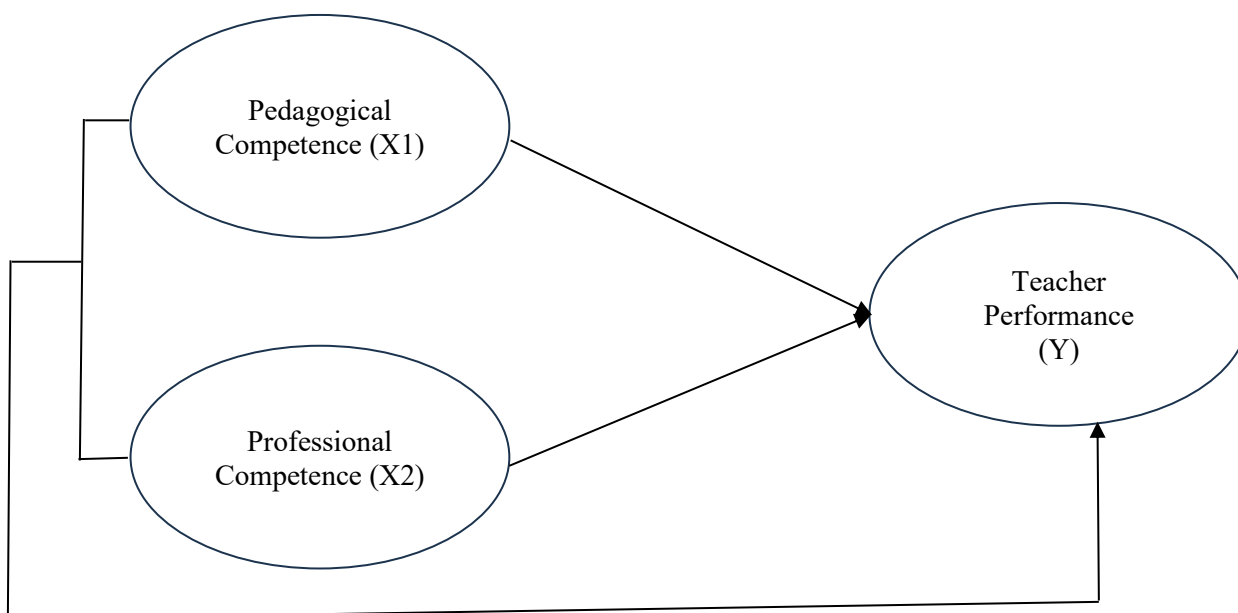 Pedagogical
Competence (X1)
Teacher
Performance
(Y)
Professional
Competence (X2)